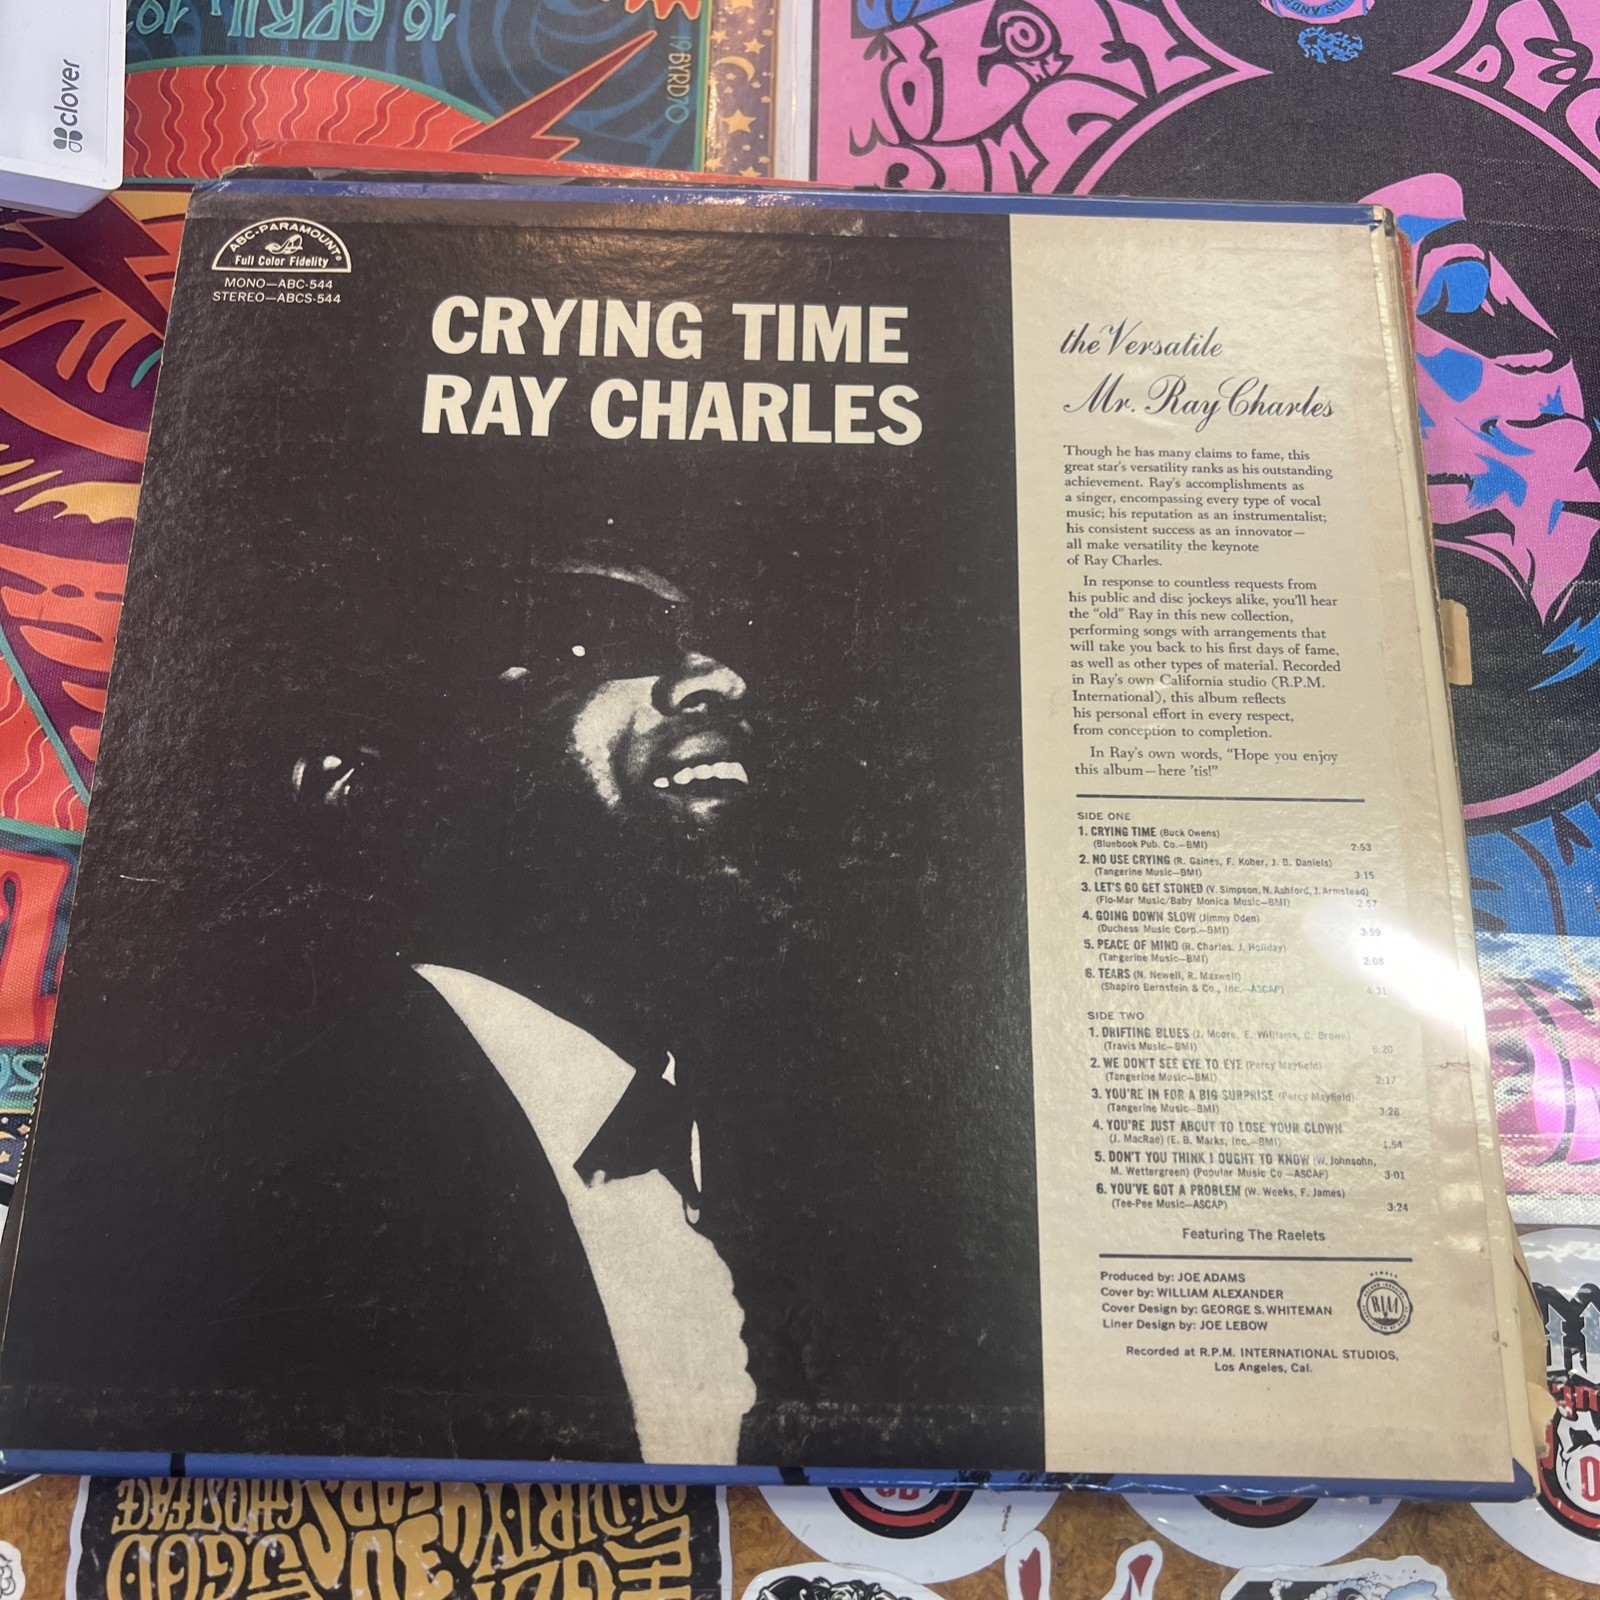 clover
19 BYRD 70
ABC-PARAMOUNT
Full Color Fidelity
MONO—ABC-544
STEREO—ABCS-544
CRYING TIME
RAY CHARLES
the Versatile
Mr. Ray Charles
Though he has many claims to fame, this
great star's versatility ranks as his outstanding
achievement. Ray's accomplishments as
a singer, encompassing every type of vocal
music; his reputation as an instrumentalist;
his consistent success as an innovator—
all make versatility the keynote
of Ray Charles.
In response to countless requests from
his public and disc jockeys alike, you'll hear
the "old" Ray in this new collection,
performing songs with arrangements that
will take you back to his first days of fame,
as well as other types of material. Recorded
in Ray's own California studio (R.P.M.
International), this album reflects
his personal effort in every respect,
from conception to completion.
In Ray's own words, "Hope you enjoy
this album—here 'tis!"
SIDE ONE
1. CRYING TIME (Buck Owens)
(Bluebook Pub. Co.—BMI) 2:53
2. NO USE CRYING (R. Gaines, F. Kober, J. B. Daniels)
(Tangerine Music—BMI) 3:15
3. LET'S GO GET STONED (V. Simpson, N. Ashford, J. Armstead)
(Flo-Mar Music/Baby Monica Music—BMI) 2:57
4. GOING DOWN SLOW (Jimmy Oden)
(Duchess Music Corp.—BMI) 3:59
5. PEACE OF MIND (R. Charles, J. Holiday)
(Tangerine Music—BMI) 2:08
6. TEARS (N. Newell, R. Maxwell)
(Shapiro Bernstein & Co., Inc.—ASCAP) 4:31
SIDE TWO
1. DRIFTING BLUES (J. Moore, E. Williams, C. Brown)
(Travis Music—BMI) 6:20
2. WE DON'T SEE EYE TO EYE (Percy Mayfield)
(Tangerine Music—BMI) 2:17
3. YOU'RE IN FOR A BIG SURPRISE (Percy Mayfield)
(Tangerine Music—BMI) 3:28
4. YOU'RE JUST ABOUT TO LOSE YOUR CLOWN
(J. MacRae) (E. B. Marks, Inc.—BMI) 1:54
5. DON'T YOU THINK I OUGHT TO KNOW (W. Johnsohn,
M. Wettergreen) (Popular Music Co.—ASCAP) 3:01
6. YOU'VE GOT A PROBLEM (W. Weeks, F. James)
(Tee-Pee Music—ASCAP) 3:24
Featuring The Raelets
Produced by: JOE ADAMS
Cover by: WILLIAM ALEXANDER
Cover Design by: GEORGE S. WHITEMAN
Liner Design by: JOE LEBOW
Recorded at R.P.M. INTERNATIONAL STUDIOS,
Los Angeles, Cal.